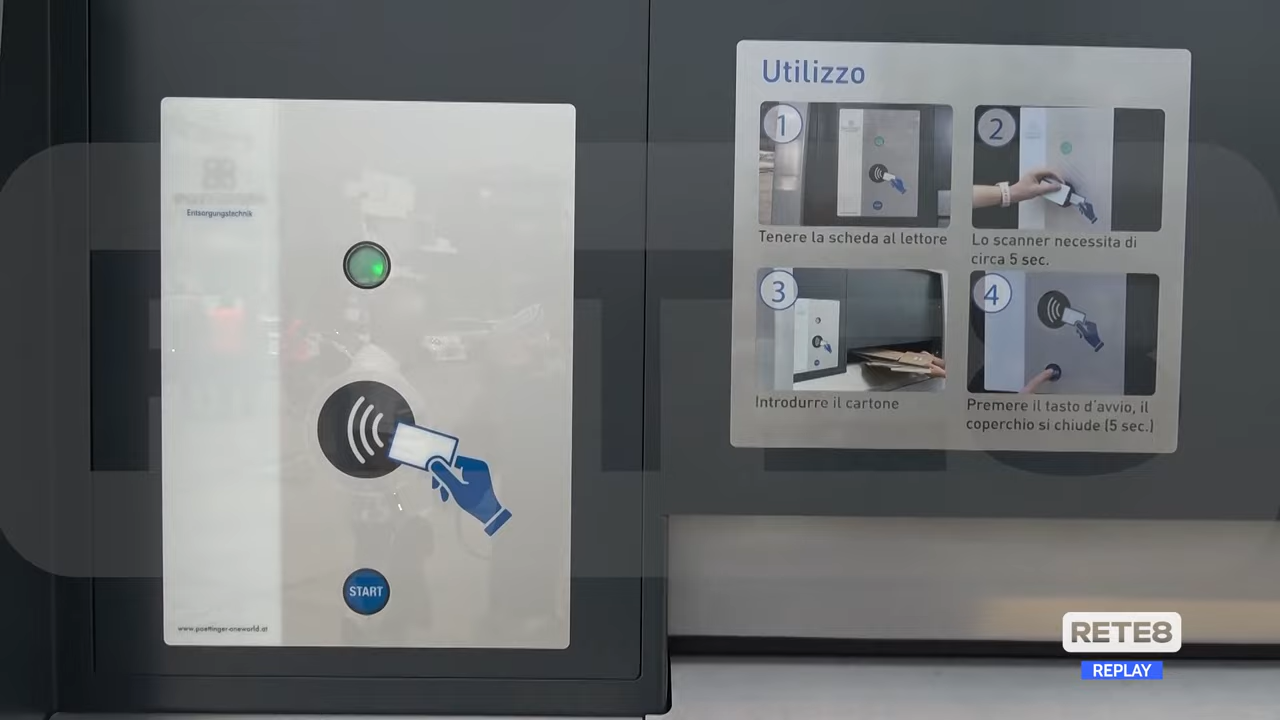 Entsorgungstechnik
START
www.poettinger-oneworld.at
Utilizzo
1
Tenere la scheda al lettore
2
Lo scanner necessita di
circa 5 sec.
3
Introdurre il cartone
4
Premere il tasto d'avvio, il
coperchio si chiude (5 sec.)
RETE8
REPLAY